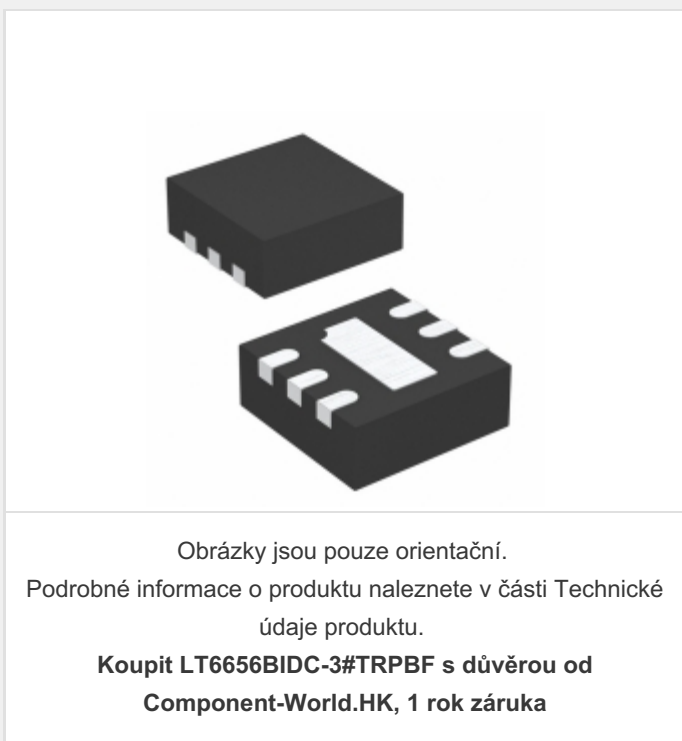 Obrázky jsou pouze orientační.
Podrobné informace o produktu naleznete v části Technické
údaje produktu.
Koupit LT6656BIDC-3#TRPBF s důvěrou od
Component-World.HK, 1 rok záruka